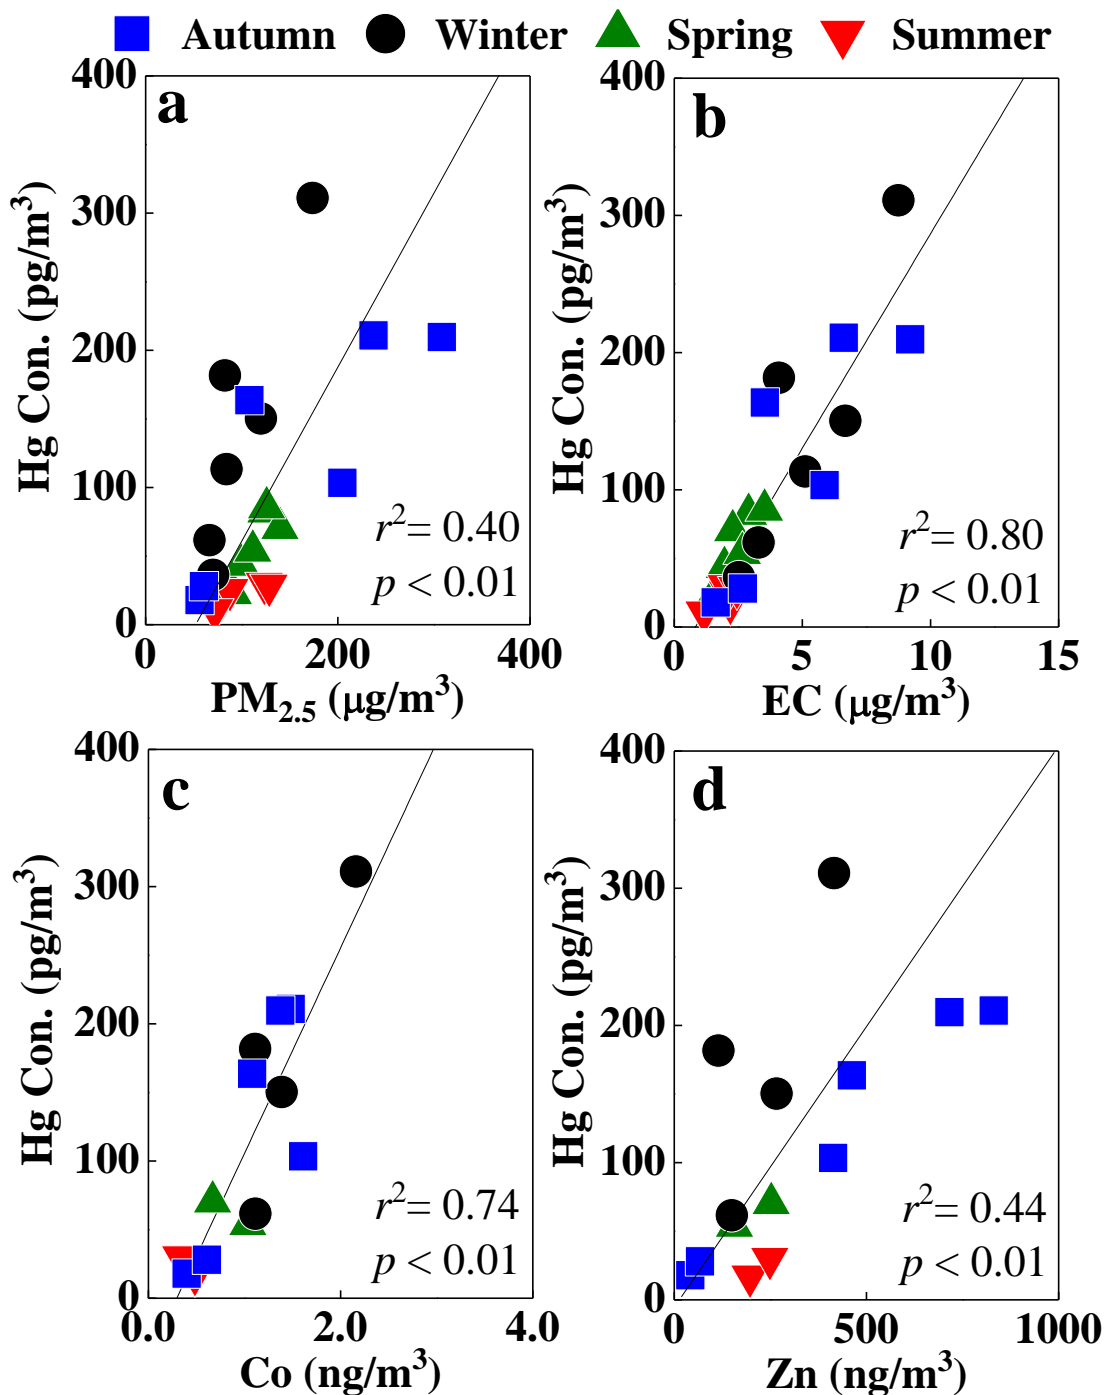 Autumn Winter Spring Summer
a
400
300
200
100
0
Hg Con. (pg/m³)
r²= 0.40
p < 0.01
0 200 400
PM₂.₅ (μg/m³)
b
400
300
200
100
0
Hg Con. (pg/m³)
r²= 0.80
p < 0.01
0 5 10 15
EC (μg/m³)
c
400
300
200
100
0
Hg Con. (pg/m³)
r²= 0.74
p < 0.01
0.0 2.0 4.0
Co (ng/m³)
d
400
300
200
100
0
Hg Con. (pg/m³)
r²= 0.44
p < 0.01
0 500 1000
Zn (ng/m³)